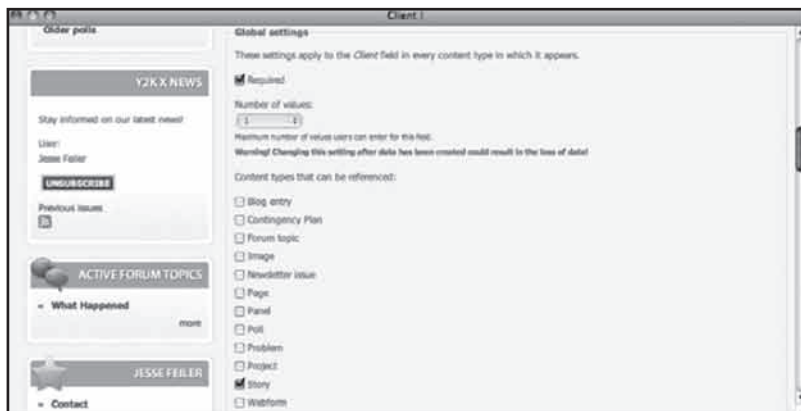 Client |
Older polls
Y2K X NEWS
Stay informed on our latest news!
User:
Jesse Feiler
UNSUBSCRIBE
Previous issues
ACTIVE FORUM TOPICS
What Happened
more
JESSE FEILER
Contact
Global settings
These settings apply to the Client field in every content type in which it appears.
Required
Number of values:
1
Maximum number of values users can enter for this field.
Warning! Changing this setting after data has been created could result in the loss of data!
Content types that can be referenced:
Blog entry
Contingency Plan
Forum topic
Image
Newsletter issue
Page
Panel
Poll
Problem
Project
Story
Webform